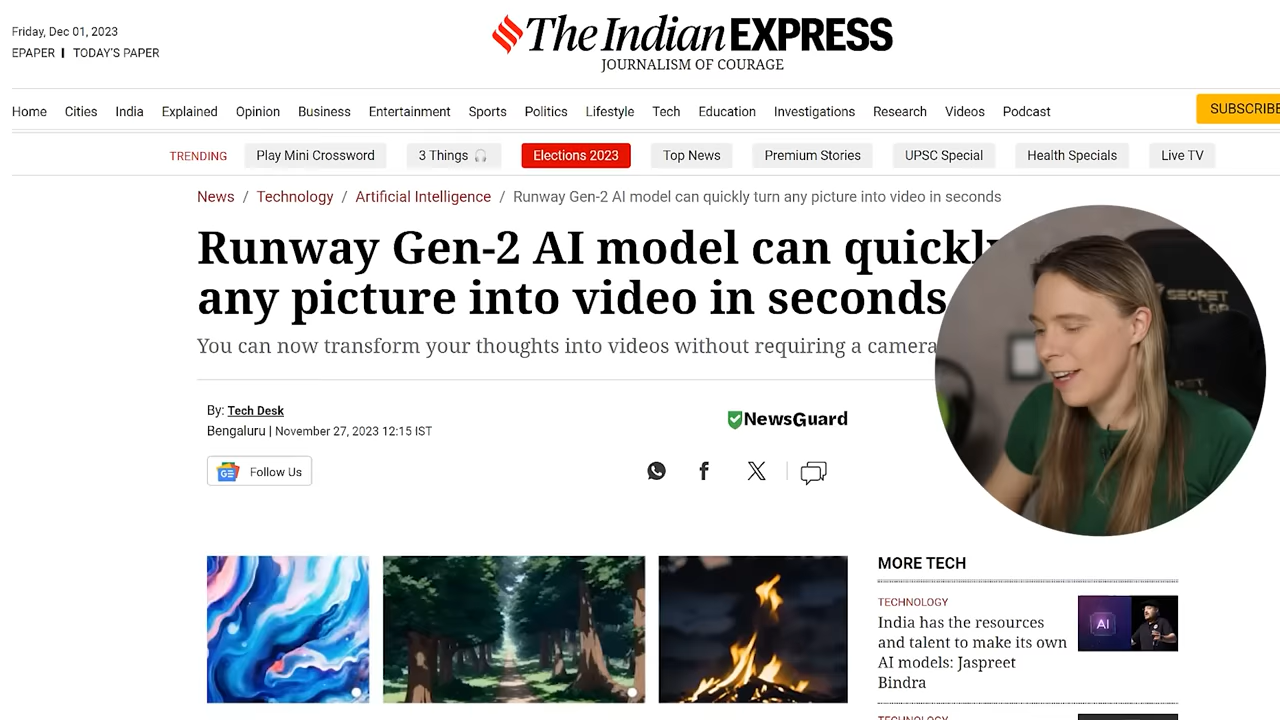 Friday, Dec 01, 2023
EPAPER | TODAY'S PAPER
The Indian EXPRESS
JOURNALISM OF COURAGE
Home Cities India Explained Opinion Business Entertainment Sports Politics Lifestyle Tech Education Investigations Research Videos Podcast
SUBSCRIBE
TRENDING Play Mini Crossword 3 Things Elections 2023 Top News Premium Stories UPSC Special Health Specials Live TV
News / Technology / Artificial Intelligence / Runway Gen-2 AI model can quickly turn any picture into video in seconds
Runway Gen-2 AI model can quickly
any picture into video in seconds
You can now transform your thoughts into videos without requiring a camera
SECRET
LAB
By: Tech Desk
Bengaluru | November 27, 2023 12:15 IST
NewsGuard
GE Follow Us
MORE TECH
TECHNOLOGY
India has the resources
and talent to make its own
AI models: Jaspreet
Bindra
AI
TECHNOLOGY